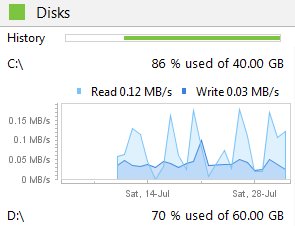 Disks
History
C:\ 86 % used of 40.00 GB
Read 0.12 MB/s Write 0.03 MB/s
0.15 MB/s
0.10 MB/s
0.05 MB/s
0 MB/s
Sat, 14-Jul Sat, 28-Jul
D:\ 70 % used of 60.00 GB